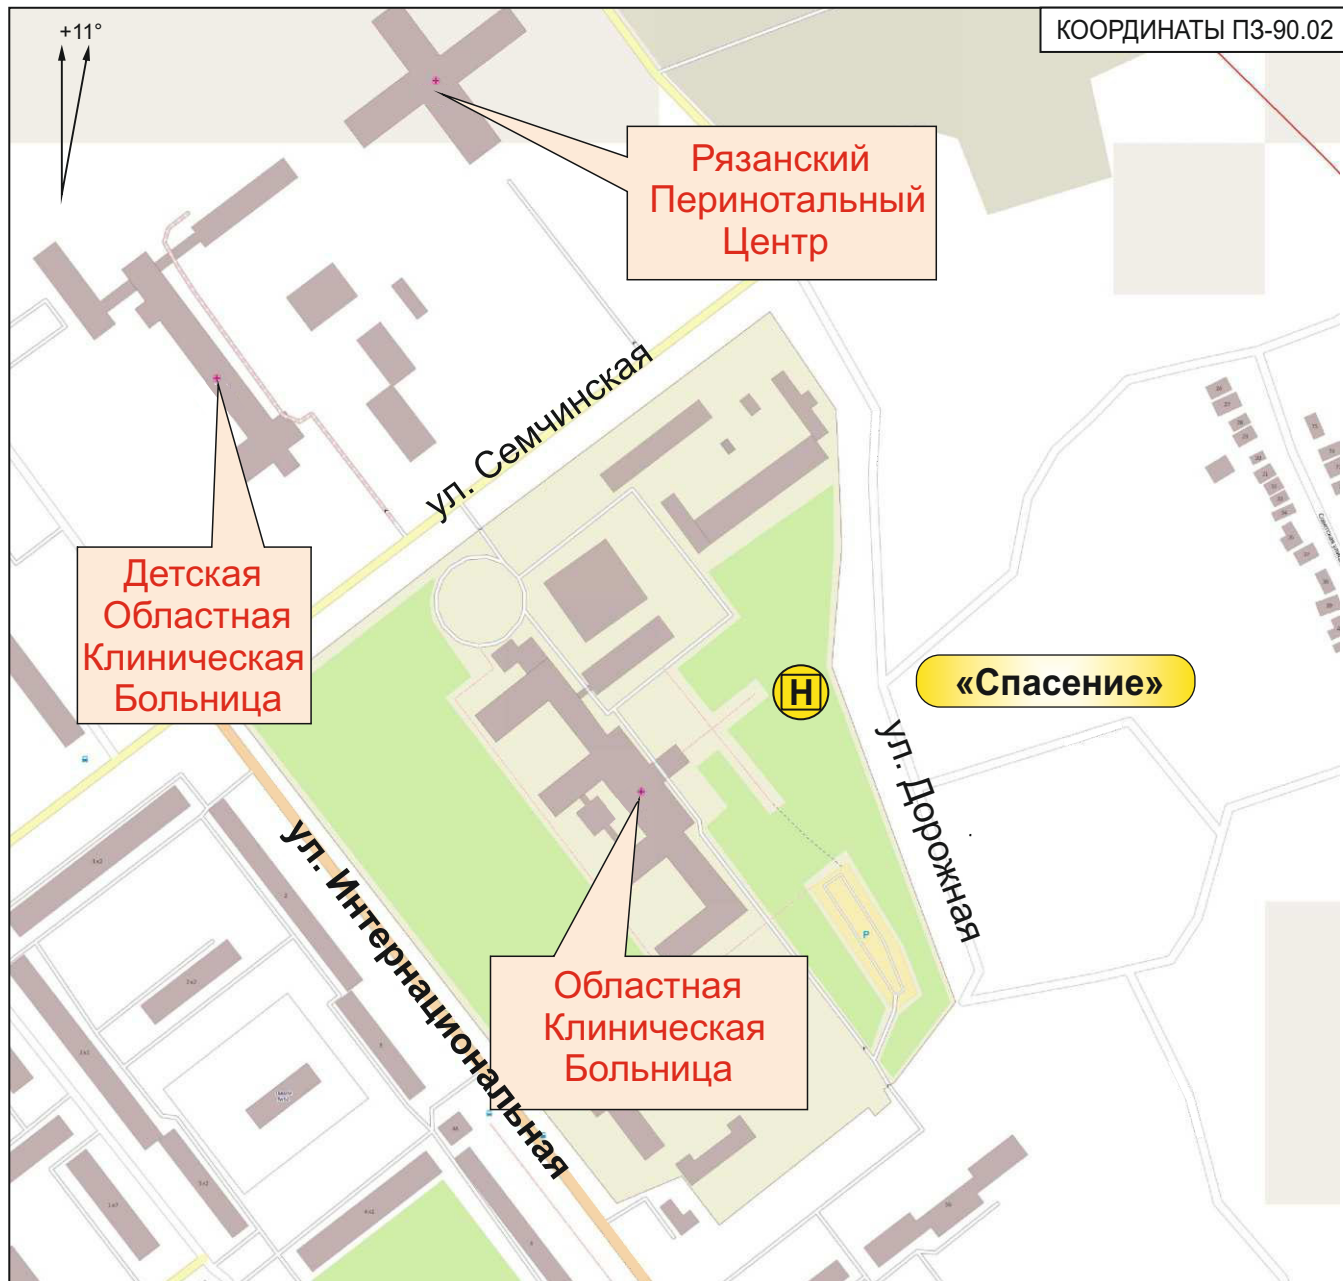 +11°
КООРДИНАТЫ ПЗ-90.02
Рязанский
Перинотальный
Центр
ул. Семчинская
Детская
Областная
Клиническая
Больница
H
«Спасение»
ул. Дорожная
ул. Интернациональная
P
Областная
Клиническая
Больница